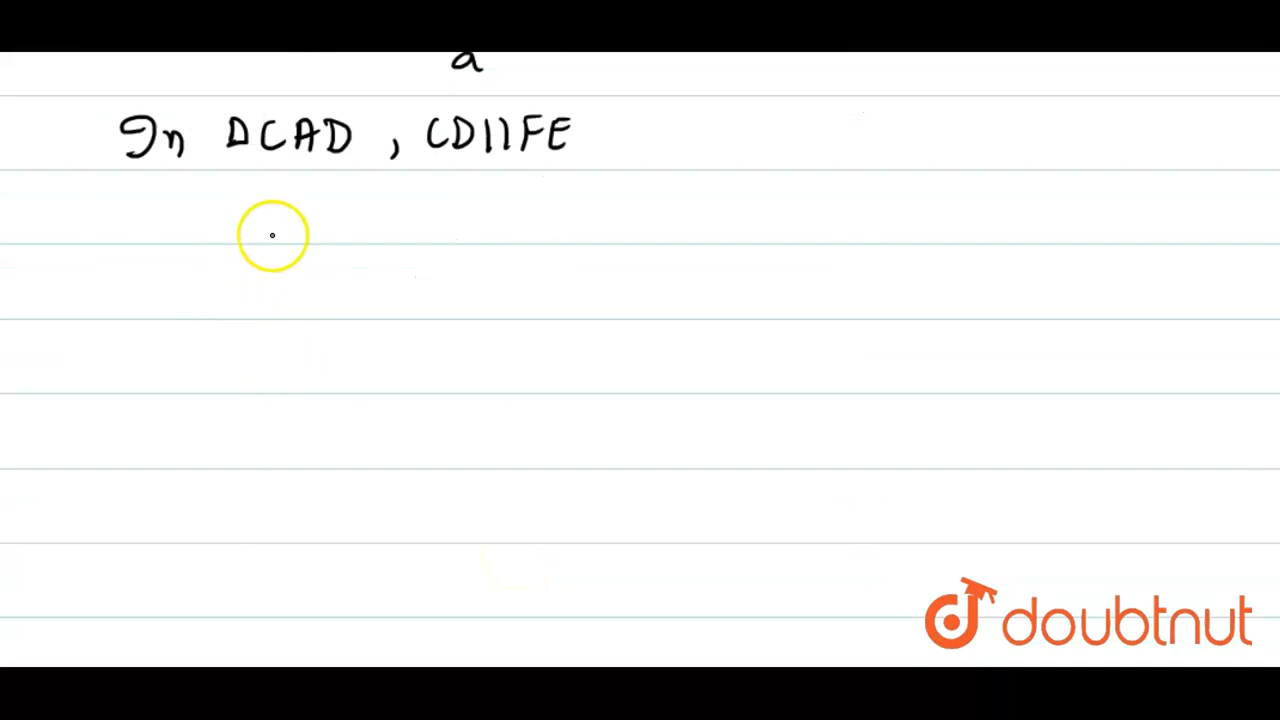 a
In ΔCAD , CD||FE
doubtnut